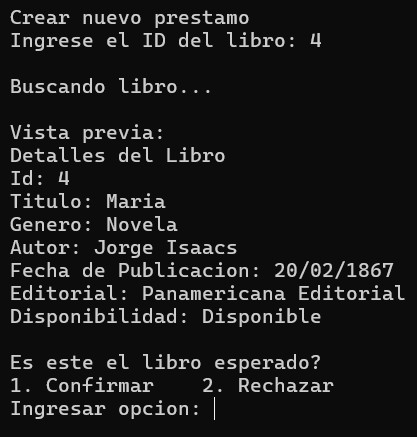 Crear nuevo prestamo
Ingrese el ID del libro: 4
Buscando libro...
Vista previa:
Detalles del Libro
Id: 4
Titulo: Maria
Genero: Novela
Autor: Jorge Isaacs
Fecha de Publicacion: 20/02/1867
Editorial: Panamericana Editorial
Disponibilidad: Disponible
Es este el libro esperado?
1. Confirmar    2. Rechazar
Ingresar opcion: